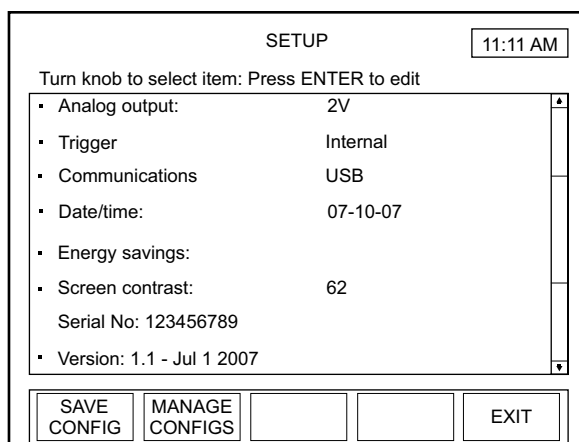 SETUP
11:11 AM
Turn knob to select item: Press ENTER to edit
▪ Analog output: 2V
▪ Trigger Internal
▪ Communications USB
▪ Date/time: 07-10-07
▪ Energy savings:
▪ Screen contrast: 62
Serial No: 123456789
▪ Version: 1.1 - Jul 1 2007
SAVE CONFIG
MANAGE CONFIGS
EXIT